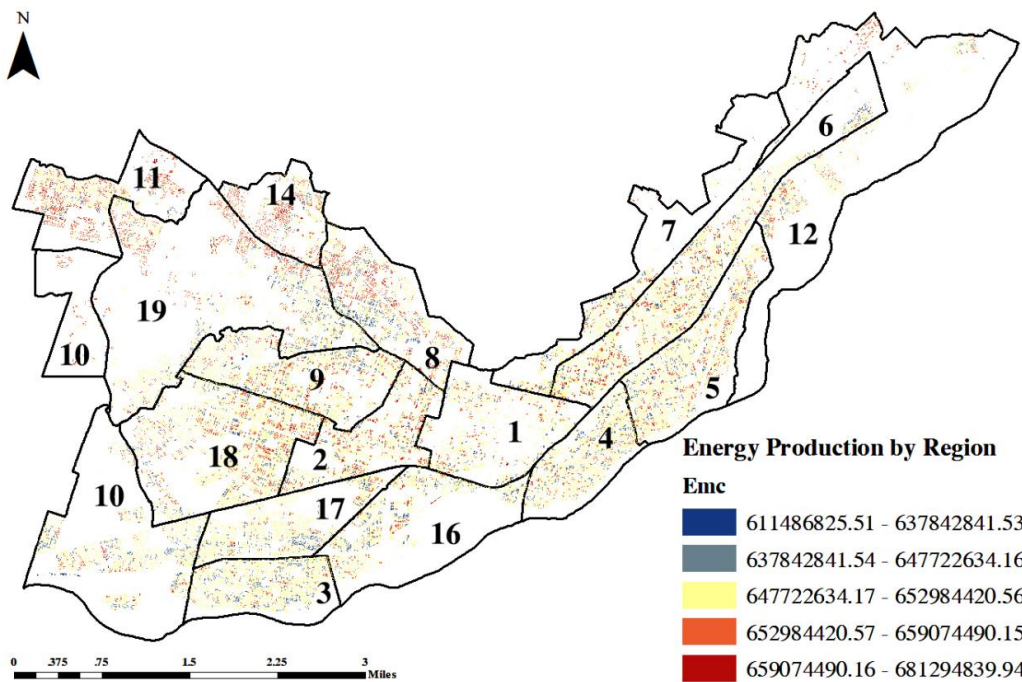 N
6
11
14
7
12
19
10
8
9
5
1
4
18
2
10
17
16
3
Energy Production by Region
Emc
611486825.51 - 637842841.53
637842841.54 - 647722634.16
647722634.17 - 652984420.56
652984420.57 - 659074490.15
659074490.16 - 681294839.94
0 .375 .75 1.5 2.25 3
Miles